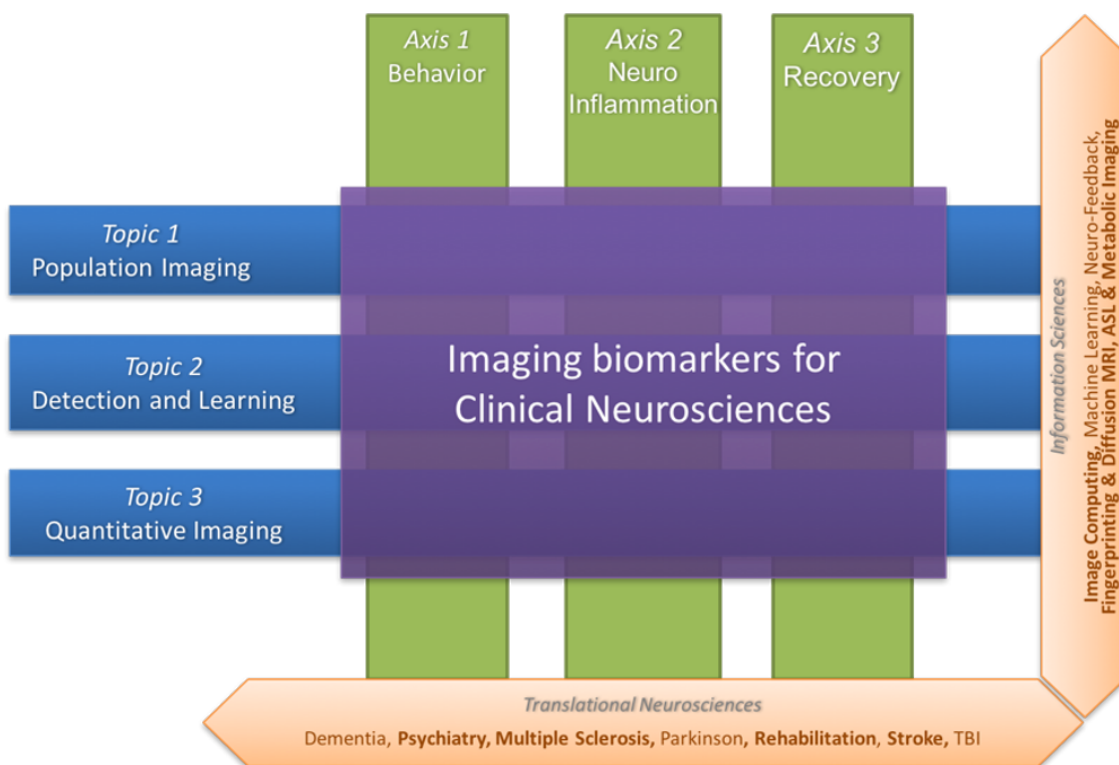 Axis 1
Behavior
Axis 2
Neuro
Inflammation
Axis 3
Recovery
Topic 1
Population Imaging
Topic 2
Detection and Learning
Topic 3
Quantitative Imaging
Imaging biomarkers for
Clinical Neurosciences
Information Sciences
Image Computing, Machine Learning, Neuro-Feedback,
Fingerprinting & Diffusion MRI, ASL & Metabolic Imaging
Translational Neurosciences
Dementia, Psychiatry, Multiple Sclerosis, Parkinson, Rehabilitation, Stroke, TBI